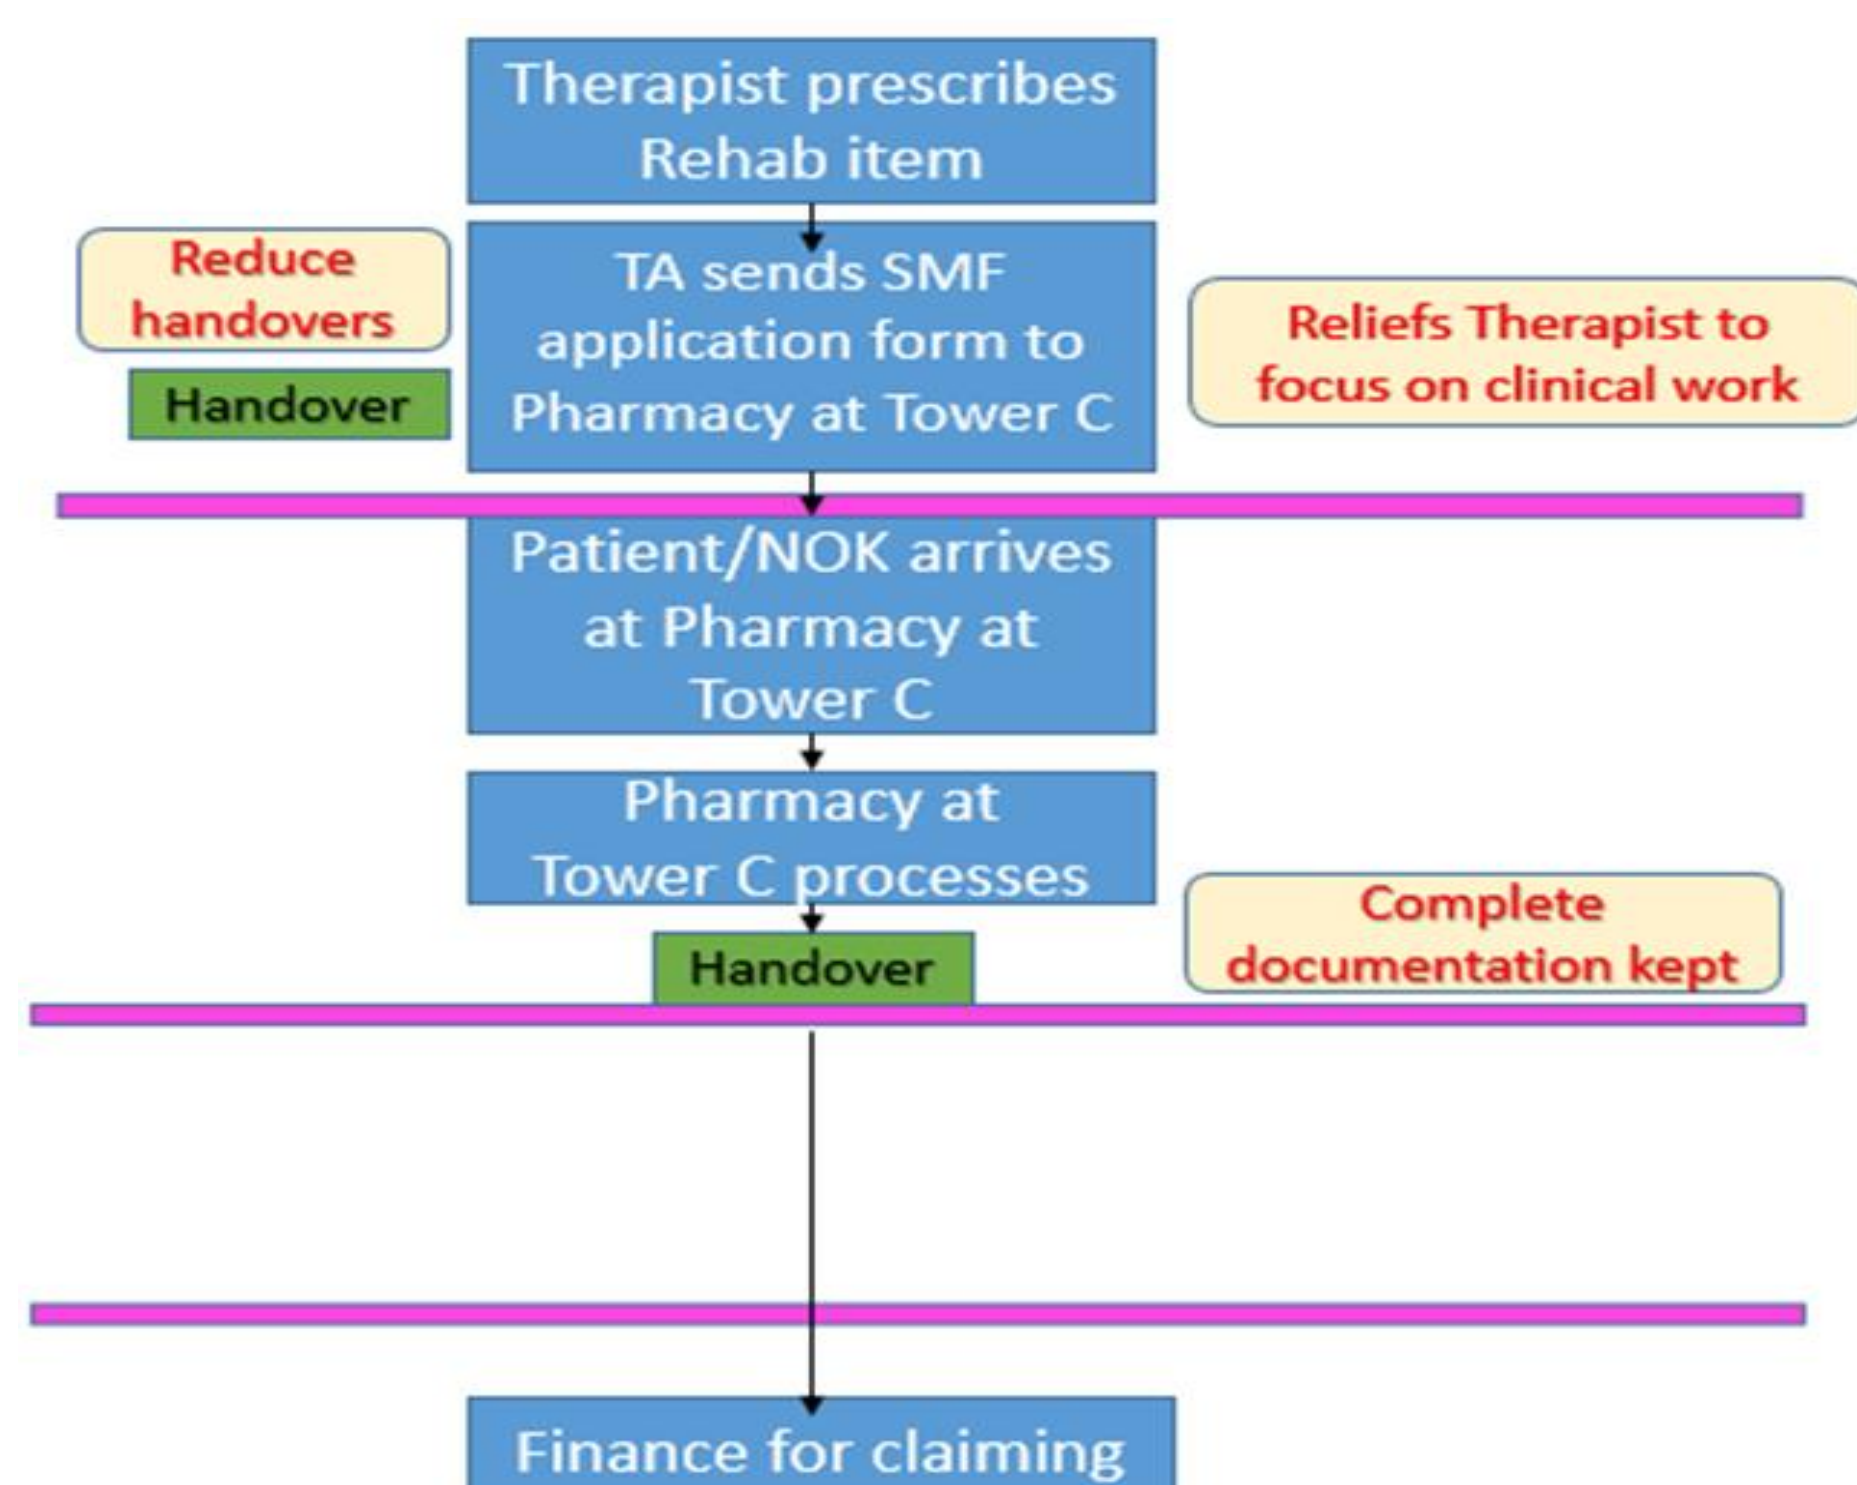 Therapist prescribes
Rehab item
Reduce
handovers
Handover
TA sends SMF
application form to
Pharmacy at Tower C
Reliefs Therapist to
focus on clinical work
Patient/NOK arrives
at Pharmacy at
Tower C
Pharmacy at
Tower C processes
Handover
Complete
documentation kept
Finance for claiming